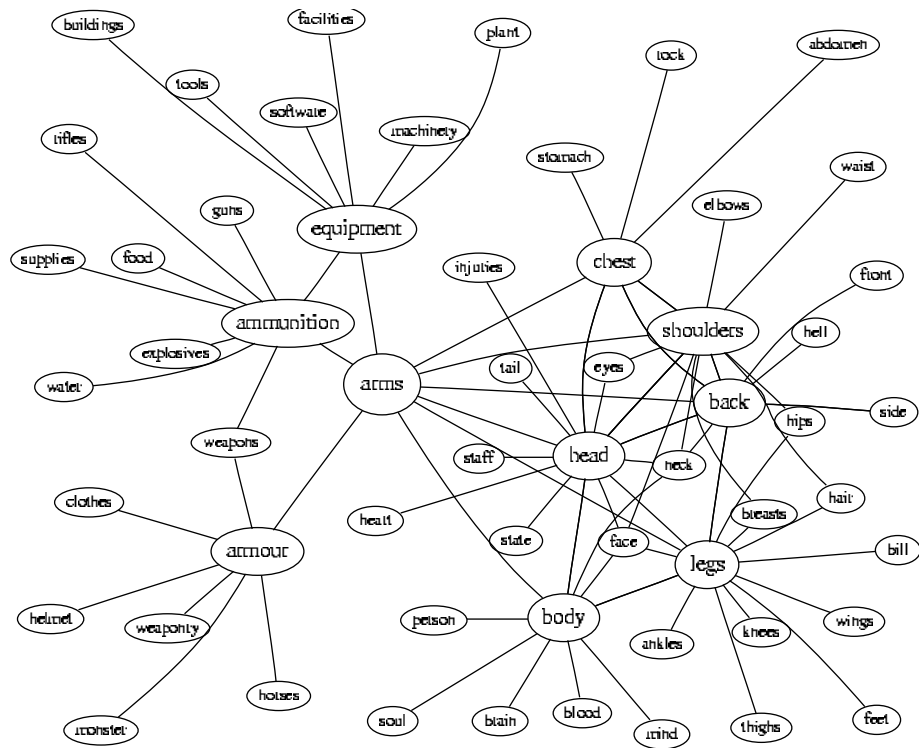 facilities
buildings
plant
rock
abdomen
tools
software
machinery
rifles
stomach
waist
elbows
guns
equipment
supplies
food
injuries
chest
front
ammunition
shoulders
hell
explosives
tail
eyes
water
arms
back
side
hips
weapons
head
staff
neck
clothes
heart
state
face
breasts
hair
armour
legs
bill
helmet
weaponry
person
body
wings
ankles
knees
horses
monster
soul
brain
blood
mind
thighs
feet